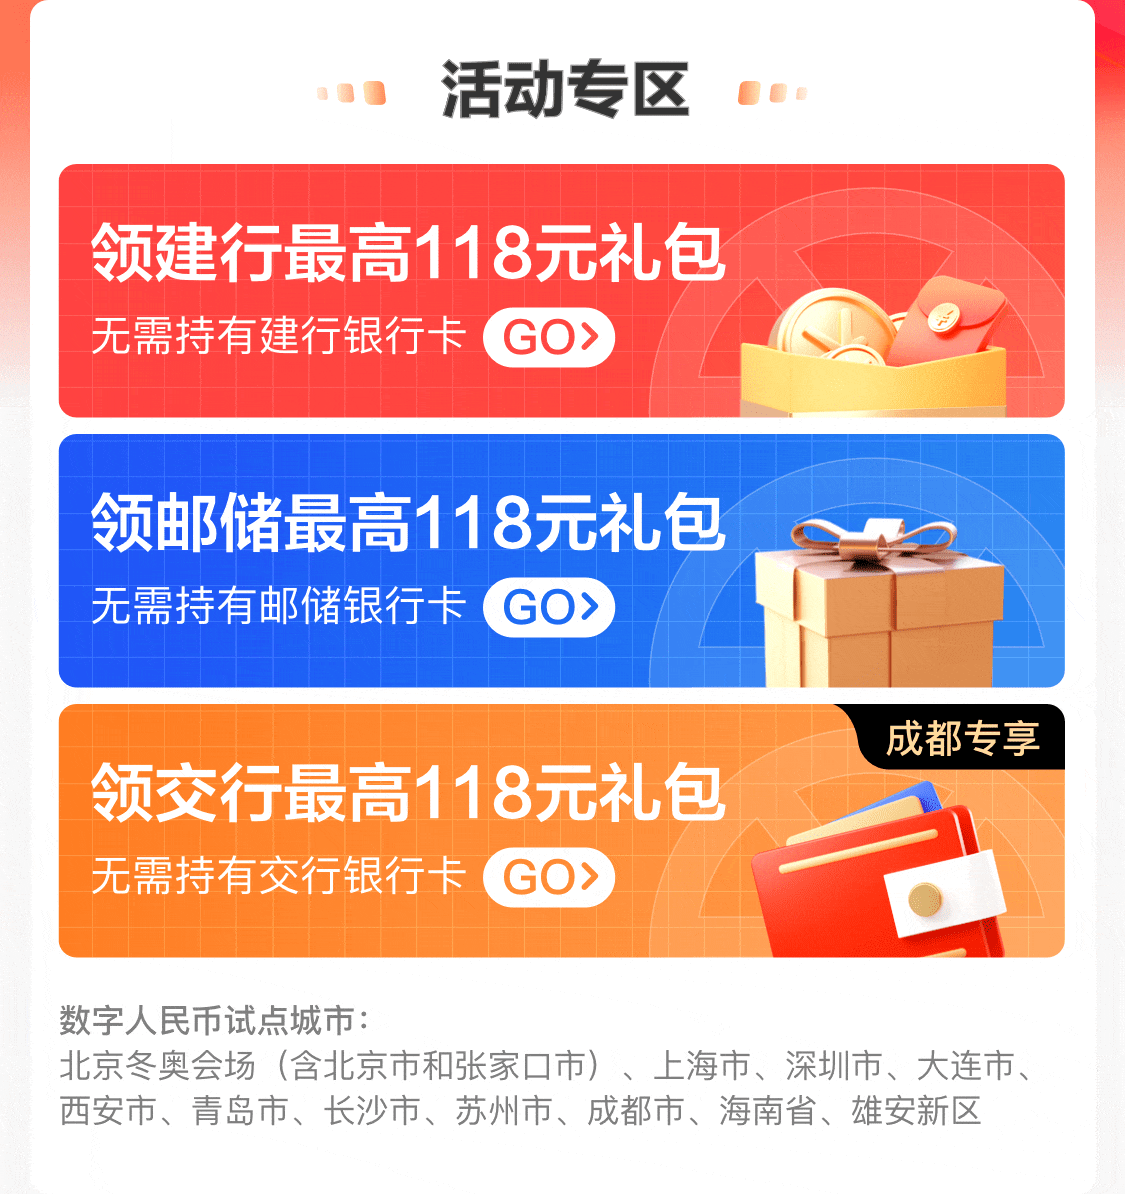 活动专区
领建行最高118元礼包
无需持有建行银行卡 GO>
领邮储最高118元礼包
无需持有邮储银行卡 GO>
成都专享
领交行最高118元礼包
无需持有交行银行卡 GO>
数字人民币试点城市：
北京冬奥会场（含北京市和张家口市）、上海市、深圳市、大连市、
西安市、青岛市、长沙市、苏州市、成都市、海南省、雄安新区